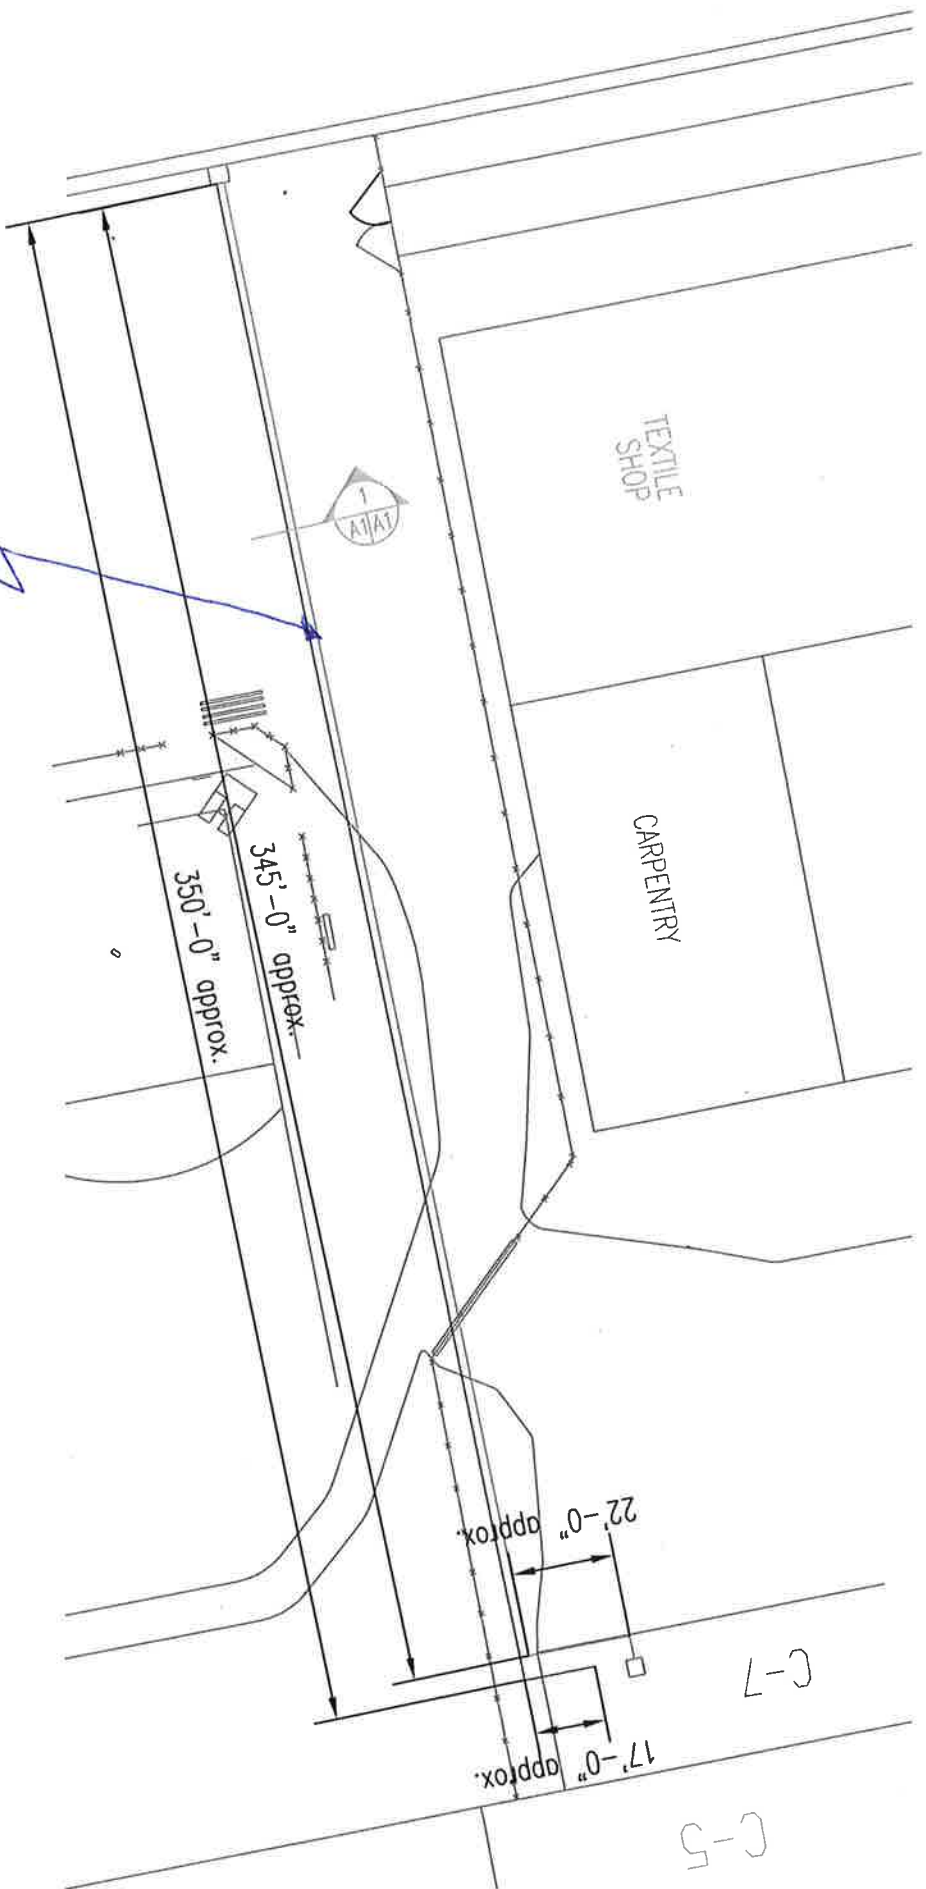 TEXTILE
SHOP
1
A1 A1
CARPENTRY
345'-0" approx.
350'-0" approx.
22'-0" approx.
C-7
17'-0" approx.
C-5